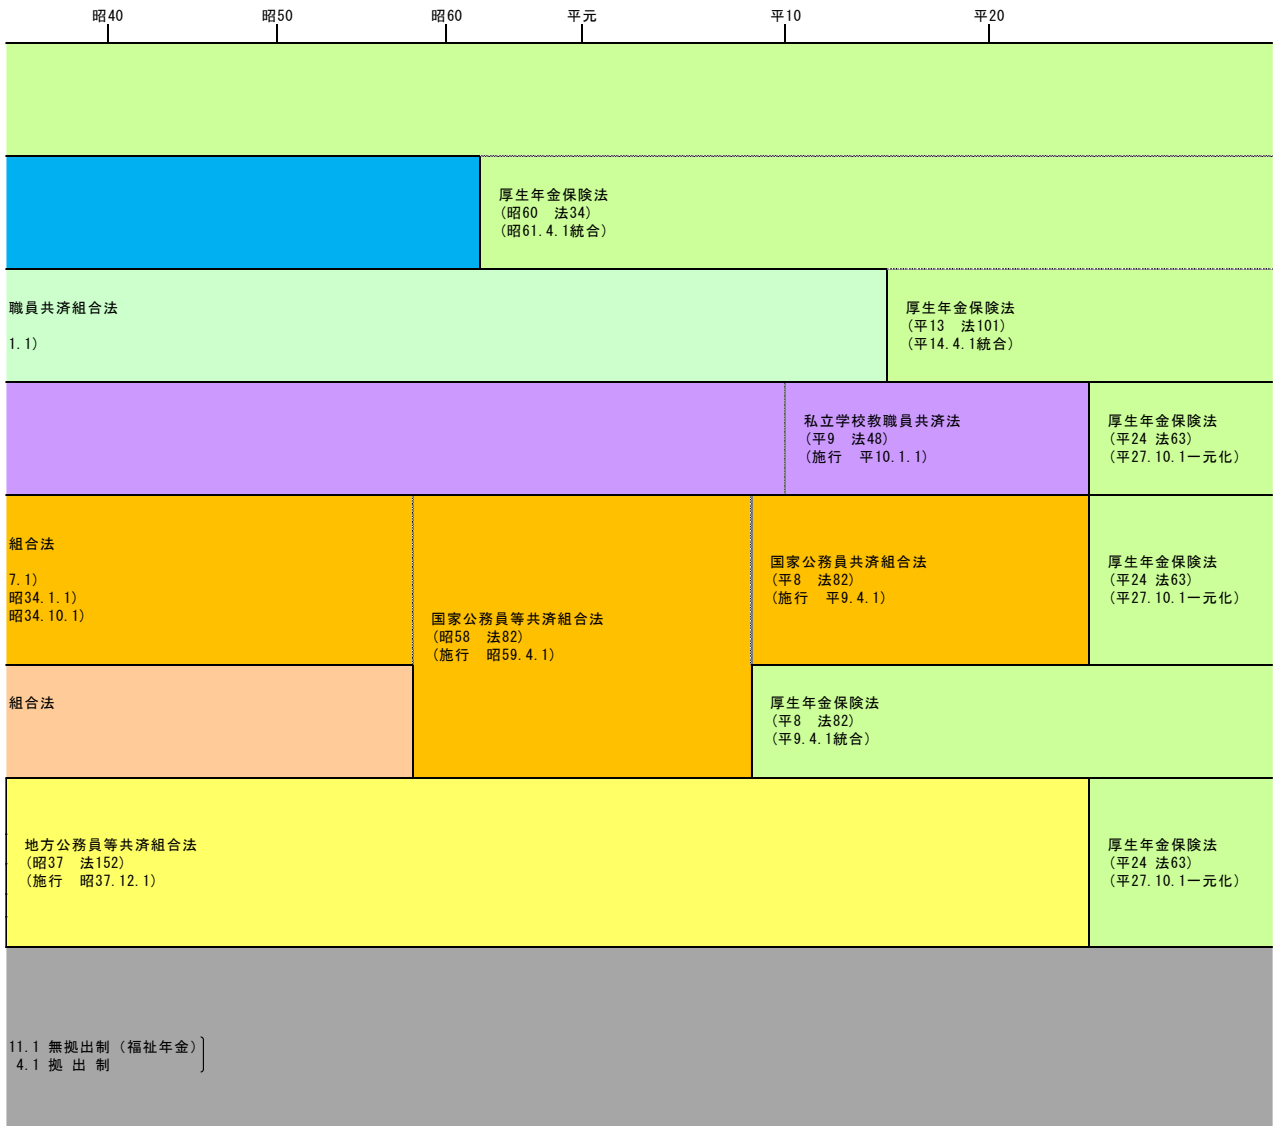 昭40 昭50 昭60 平元 平10 平20
厚生年金保険法
(昭60 法34)
(昭61.4.1統合)
職員共済組合法
1.1)
厚生年金保険法
(平13 法101)
(平14.4.1統合)
私立学校教職員共済法
(平9 法48)
(施行 平10.1.1)
厚生年金保険法
(平24 法63)
(平27.10.1一元化)
組合法
7.1)
昭34.1.1)
昭34.10.1)
国家公務員等共済組合法
(昭58 法82)
(施行 昭59.4.1)
国家公務員共済組合法
(平8 法82)
(施行 平9.4.1)
厚生年金保険法
(平24 法63)
(平27.10.1一元化)
組合法
厚生年金保険法
(平8 法82)
(平9.4.1統合)
地方公務員等共済組合法
(昭37 法152)
(施行 昭37.12.1)
厚生年金保険法
(平24 法63)
(平27.10.1一元化)
11.1 無拠出制(福祉年金)
4.1 拠 出 制